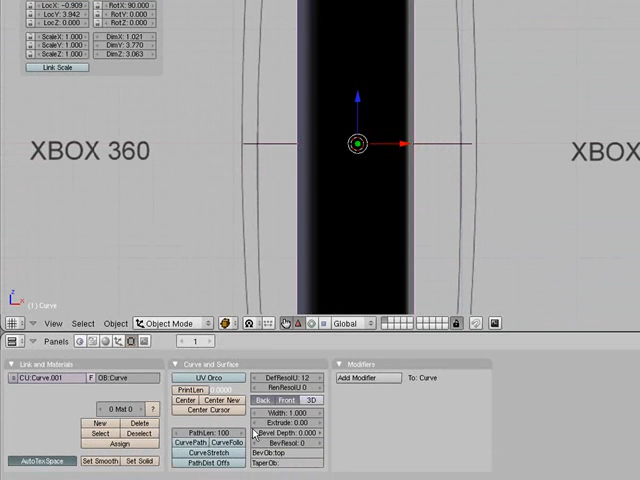 LocX: -0.909
RotX: 90.000
LocY: 3.942
RotY: 0.000
LocZ: 0.000
RotZ: 0.000
ScaleX: 1.000
DimX: 1.021
ScaleY: 1.000
DimY: 3.770
ScaleZ: 1.000
DimZ: 3.063
Link Scale
XBOX 360
XBOX
z
x
(1) Curve
View Select Object Object Mode Global
Panels 1
Link and Materials
CU:Curve.001 F OB:Curve
0 Mat 0 ?
New Delete
Select Deselect
Assign
AutoTexSpace Set Smooth Set Solid
Curve and Surface
UV Orco
PrintLen 0.0000
Center Center New
Center Cursor
PathLen: 100
CurvePath CurveFollo
CurveStretch
PathDist Offs
DefResolU: 12
RenResolU 0
Back Front 3D
Width: 1.000
Extrude: 0.00
Bevel Depth: 0.000
BevResol: 0
BevOb:top
TaperOb:
Modifiers
Add Modifier To: Curve